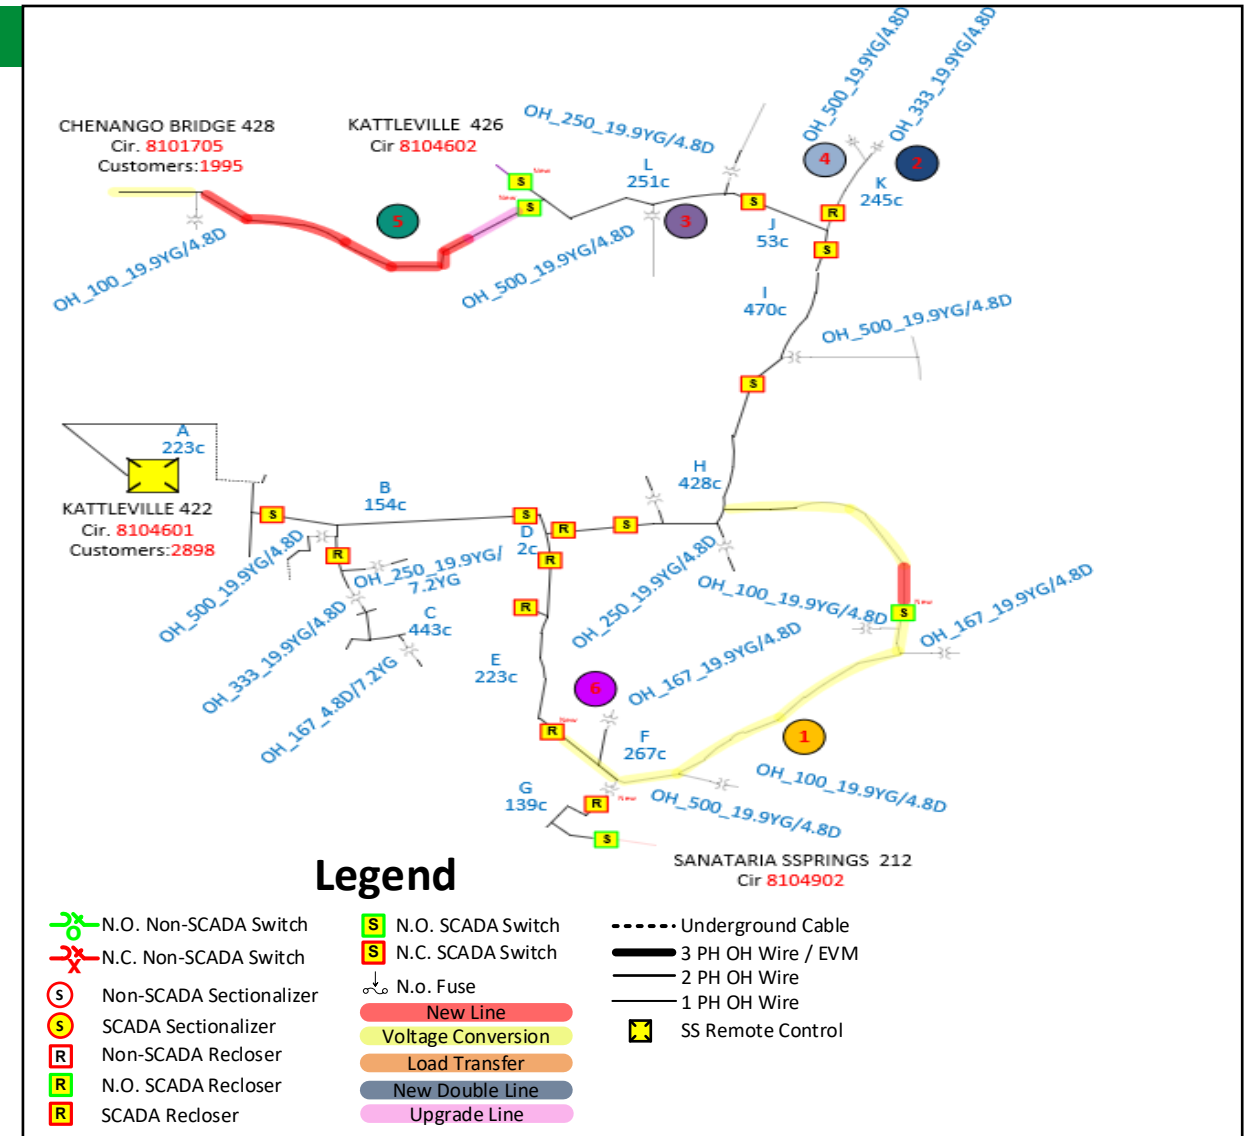 CHENANGO BRIDGE 428
Cir. 8101705
Customers:1995
KATTLEVILLE 426
Cir 8104602
New
New
OH_250_19.9YG/4.8D
OH_500_19.9YG/4.8D
OH_333_19.9YG/4.8D
4
2
L
251c
K
245c
S
S
S
R
5
3
J
53c
S
OH_100_19.9YG/4.8D
OH_500_19.9YG/4.8D
I
470c
OH_500_19.9YG/4.8D
S
A
223c
KATTLEVILLE 422
Cir. 8104601
Customers:2898
B
154c
H
428c
S
S
D
2c
R
S
R
R
R
OH_500_19.9YG/4.8D
OH_250_19.9YG/
7.2YG
OH_333_19.9YG/4.8D
C
443c
OH_167_4.8D/7.2YG
OH_250_19.9YG/4.8D
OH_100_19.9YG/4.8D
New
S
OH_167_19.9YG/4.8D
OH_167_19.9YG/4.8D
E
223c
6
New
R
F
267c
1
OH_100_19.9YG/4.8D
G
139c
R
New
OH_500_19.9YG/4.8D
S
SANATARIA SSPRINGS 212
Cir 8104902
Legend
N.O. Non-SCADA Switch
N.C. Non-SCADA Switch
S Non-SCADA Sectionalizer
S SCADA Sectionalizer
R Non-SCADA Recloser
R N.O. SCADA Recloser
R SCADA Recloser
S N.O. SCADA Switch
S N.C. SCADA Switch
N.o. Fuse
New Line
Voltage Conversion
Load Transfer
New Double Line
Upgrade Line
Underground Cable
3 PH OH Wire / EVM
2 PH OH Wire
1 PH OH Wire
SS Remote Control